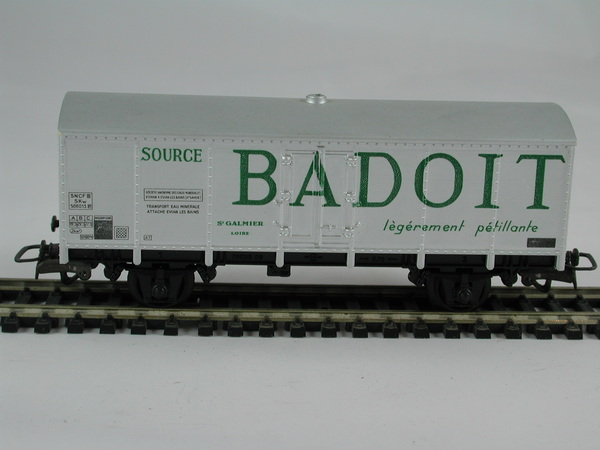 SOURCE
BADOIT
St GALMIER
LOIRE
légèrement pétillante
SNCF
TRANSPORT EAU MINERALE
ATTACHE EVIAN LES BAINS
A B C